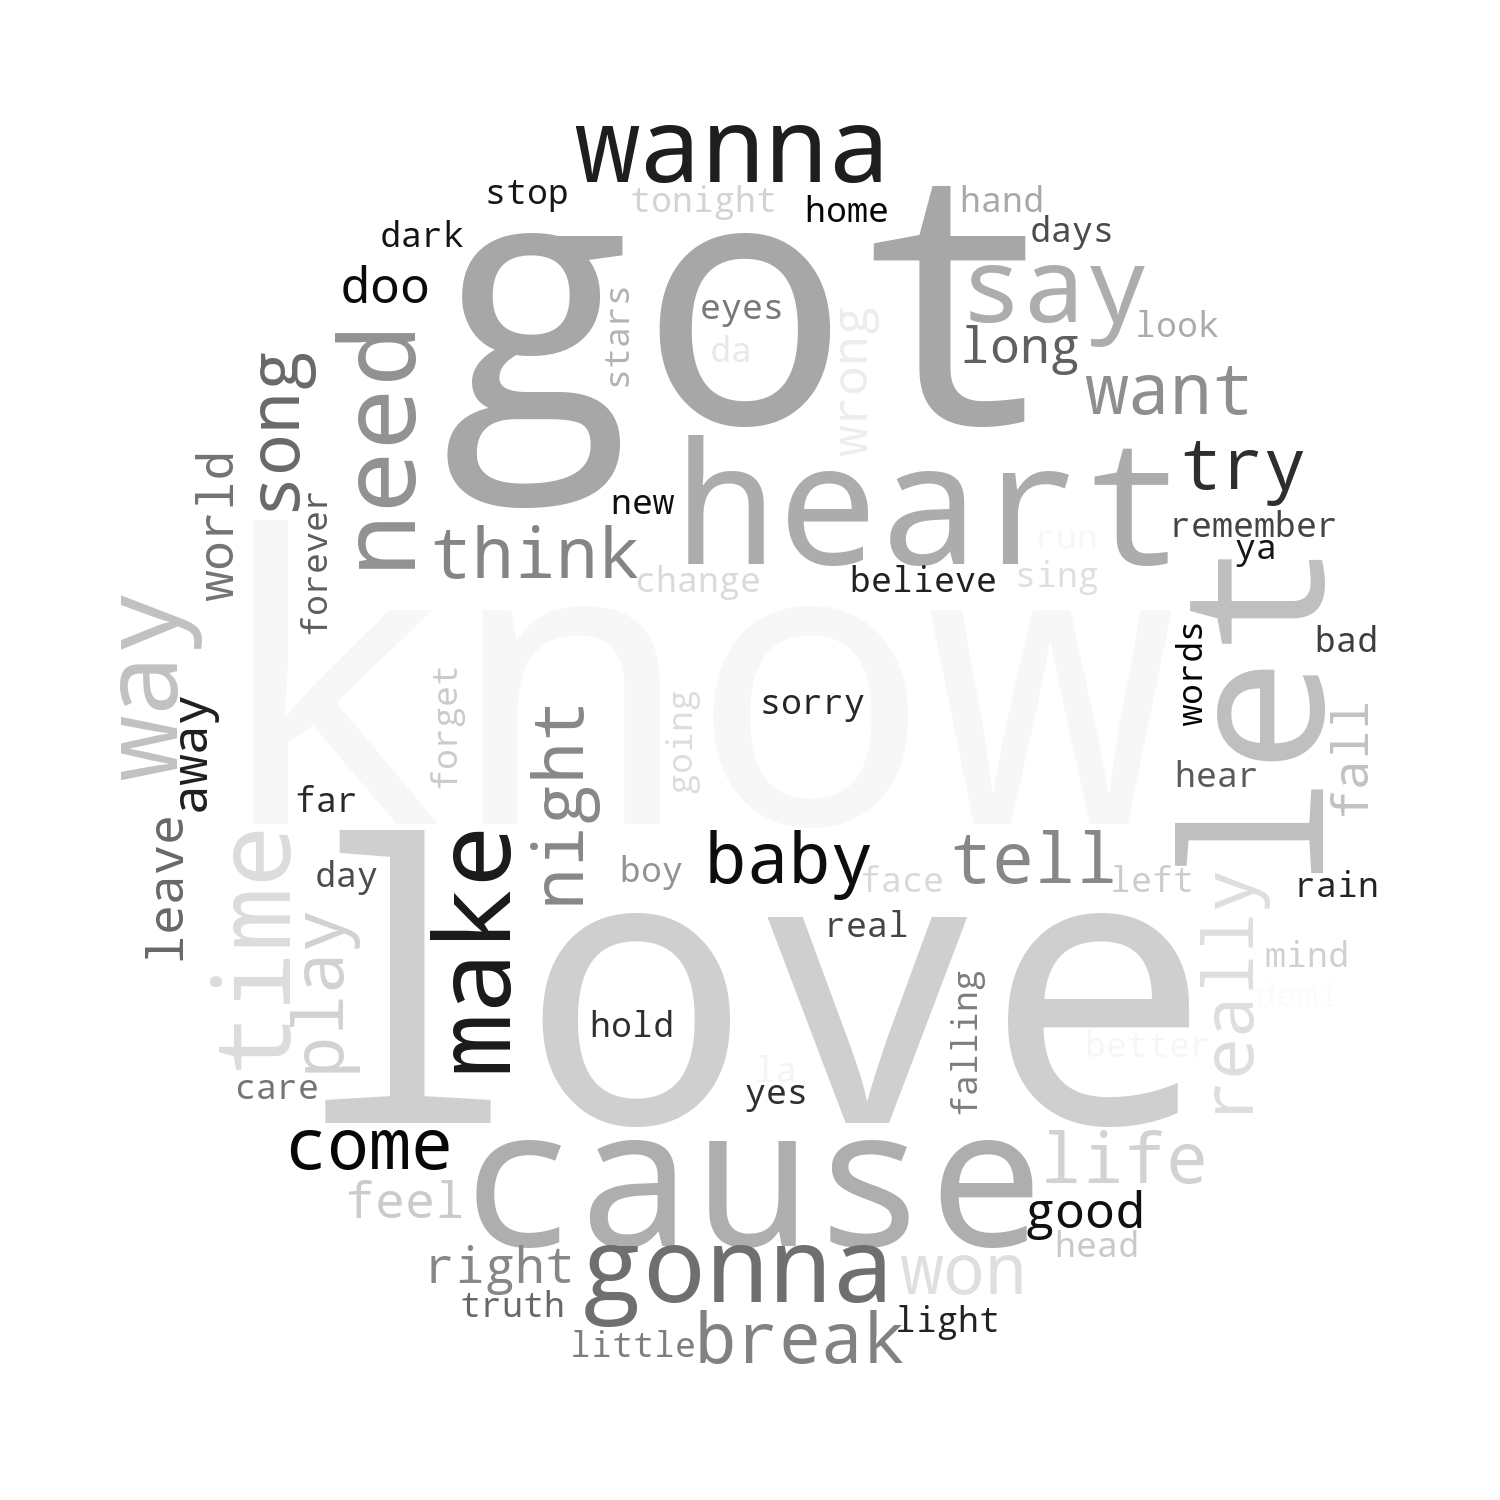 wanna
stop
tonight
home
hand
dark
days
got
say
doo
eyes
stars
look
da
long
wrong
need
song
want
heart
try
world
new
forever
remember
think
run
ya
change
believe
sing
know
let
way
bad
words
forget
sorry
going
away
night
fall
hear
far
leave
time
make
baby
tell
day
boy
face
left
rain
love
real
play
really
mind
falling
demi
hold
better
la
care
yes
come
cause
life
feel
good
right
gonna
won
head
truth
light
little
break